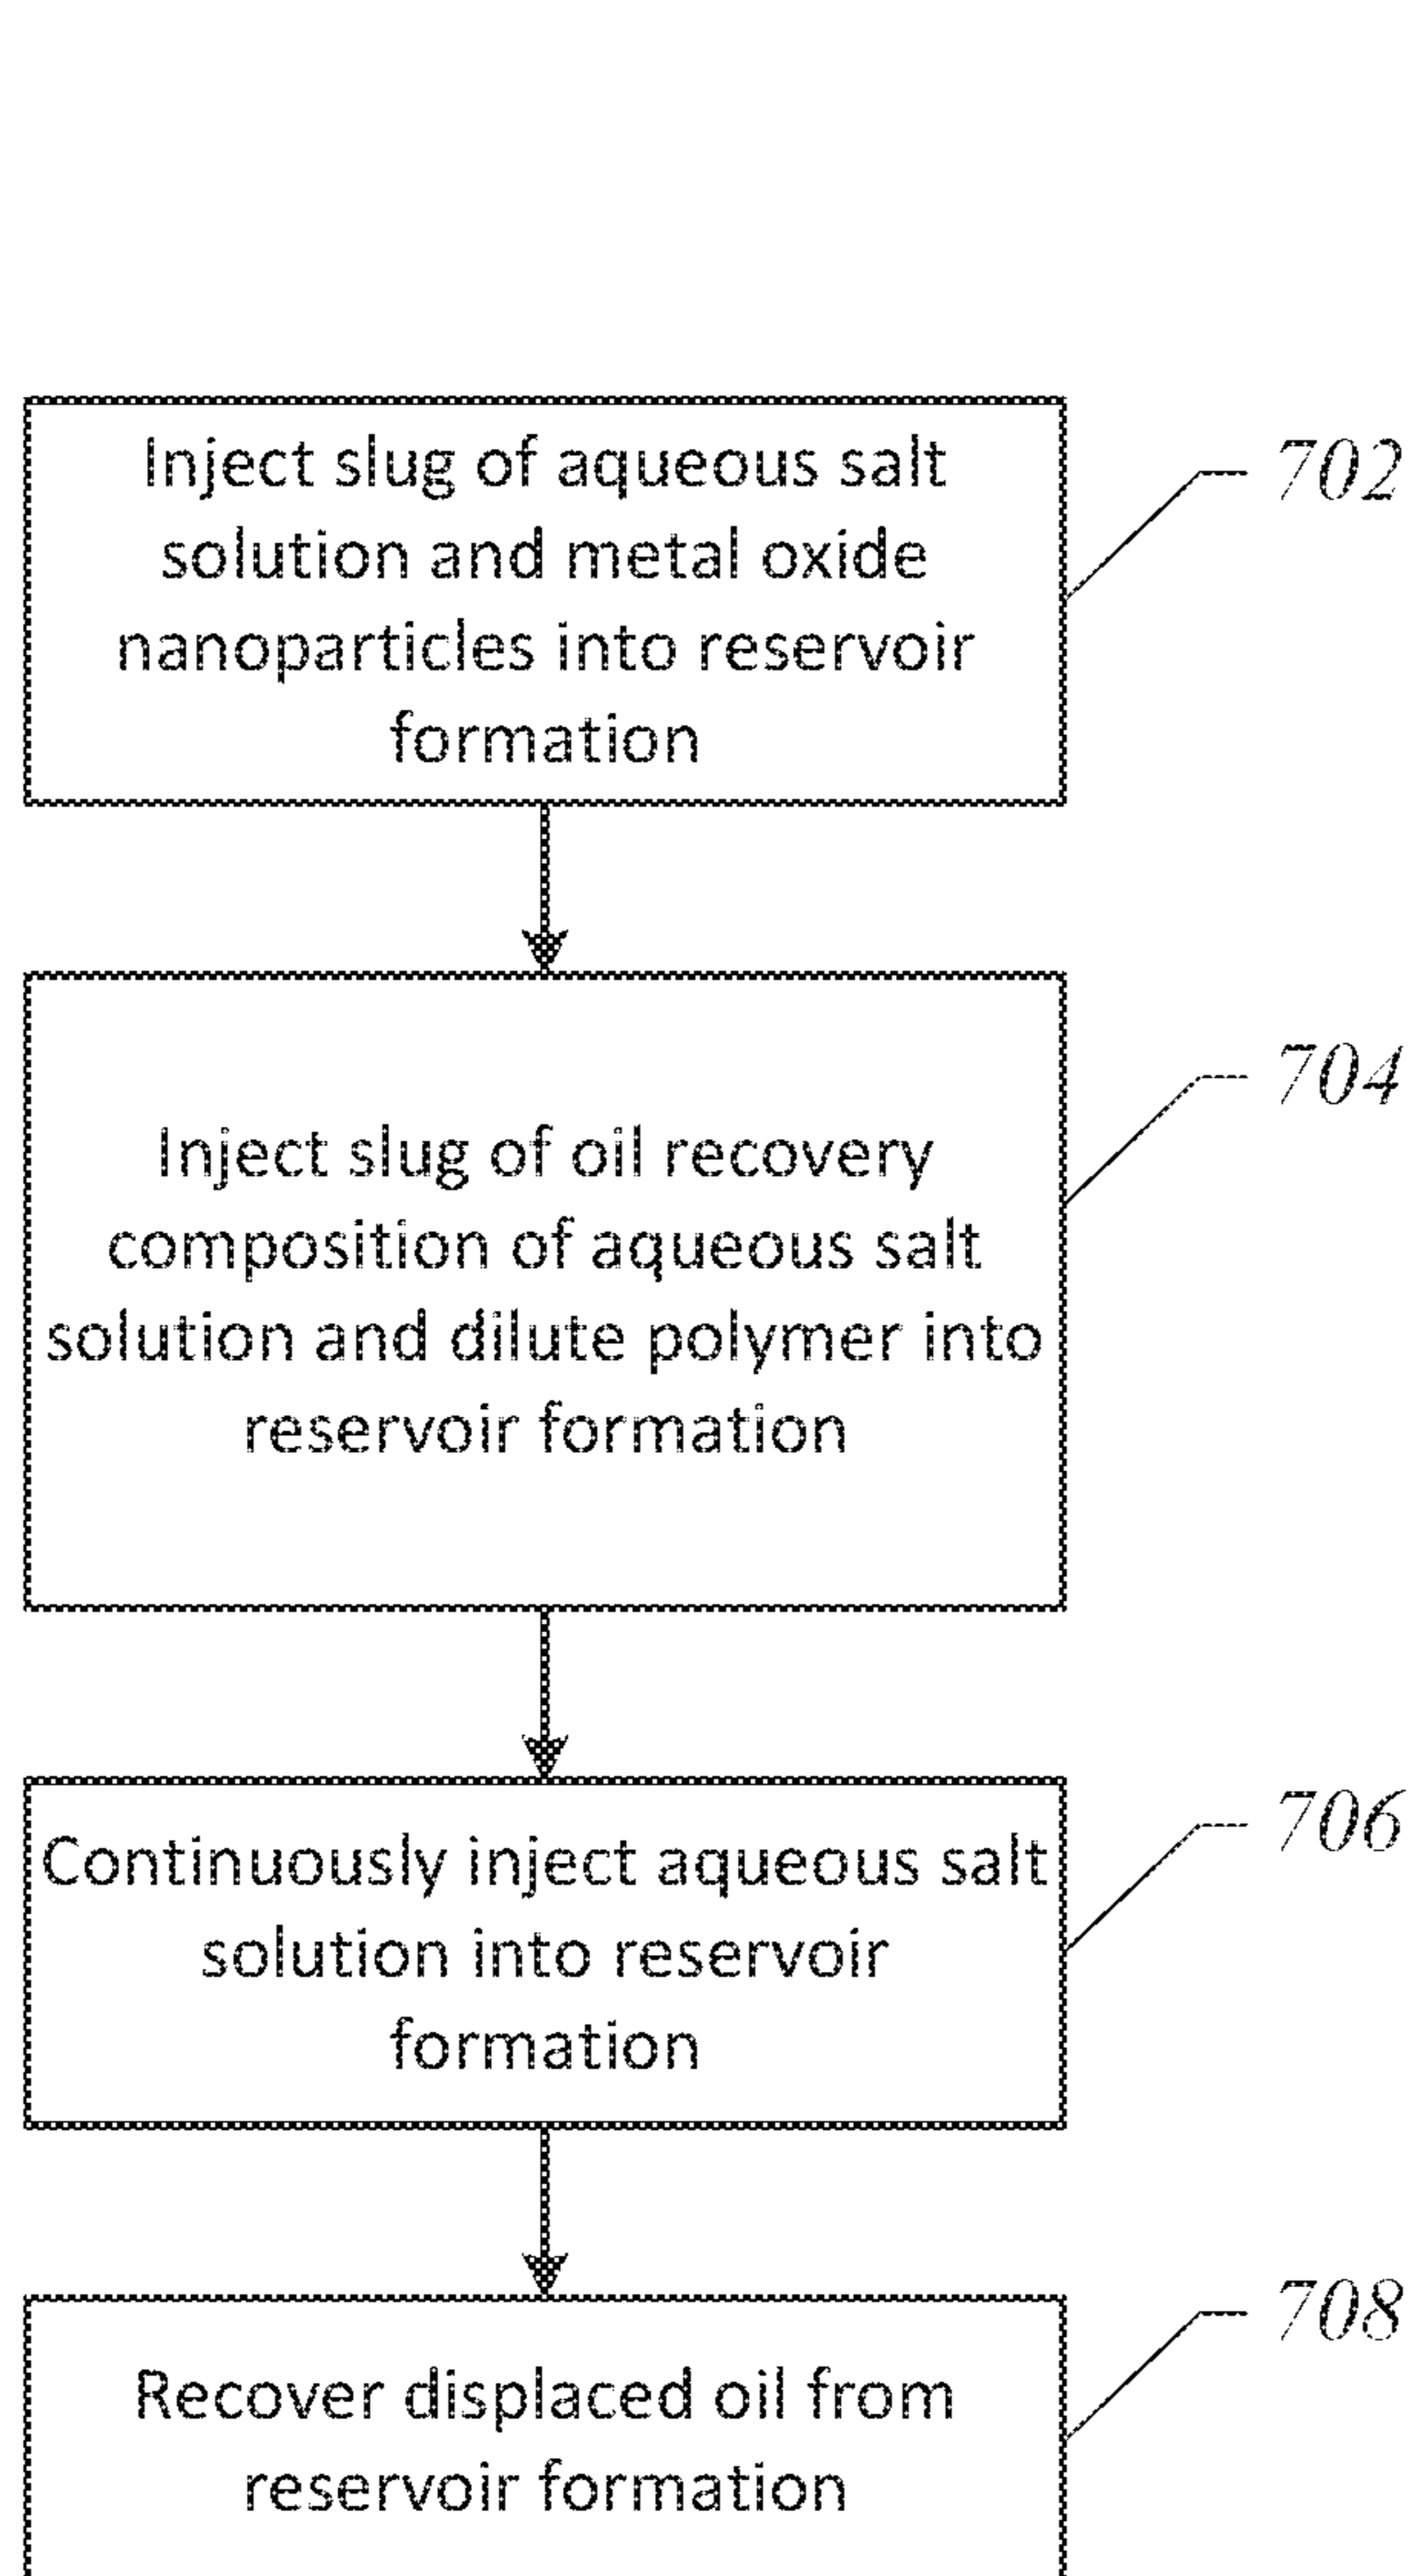 Inject slug of aqueous salt
solution and metal oxide
nanoparticles into reservoir
formation
702
Inject slug of oil recovery
composition of aqueous salt
solution and dilute polymer into
reservoir formation
704
Continuously inject aqueous salt
solution into reservoir
formation
706
Recover displaced oil from
reservoir formation
708